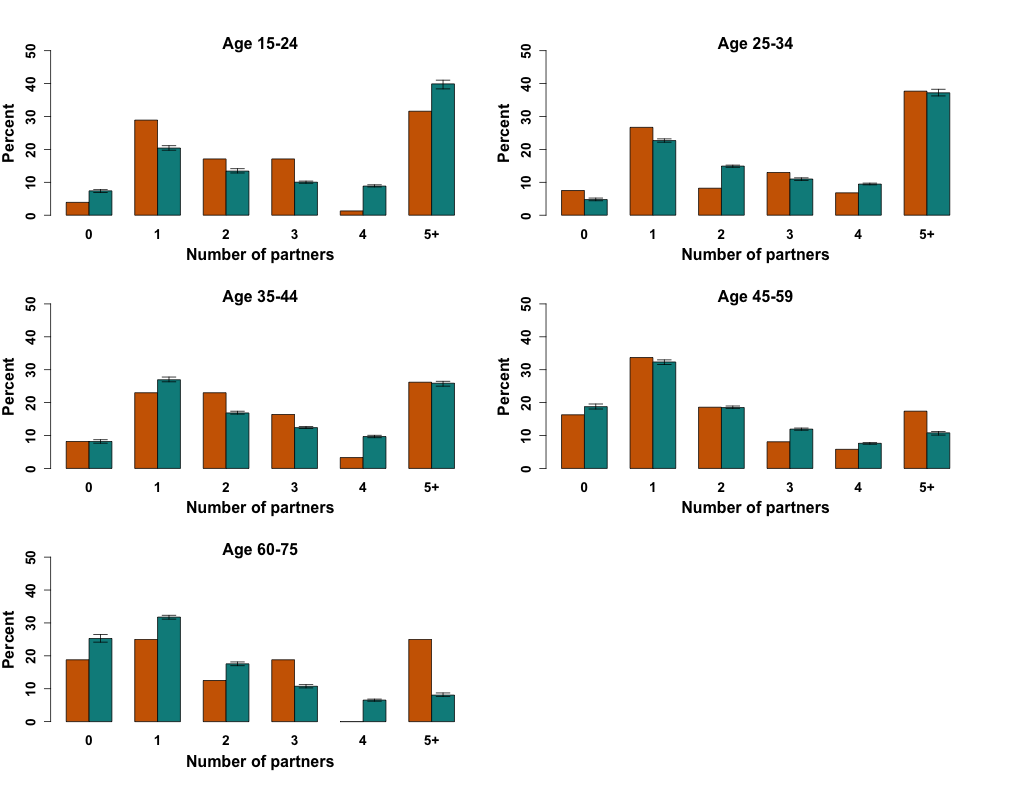 Age 15-24
Percent
0 10 20 30 40 50
0 1 2 3 4 5+
Number of partners
Age 25-34
Percent
0 10 20 30 40 50
0 1 2 3 4 5+
Number of partners
Age 35-44
Percent
0 10 20 30 40 50
0 1 2 3 4 5+
Number of partners
Age 45-59
Percent
0 10 20 30 40 50
0 1 2 3 4 5+
Number of partners
Age 60-75
Percent
0 10 20 30 40 50
0 1 2 3 4 5+
Number of partners